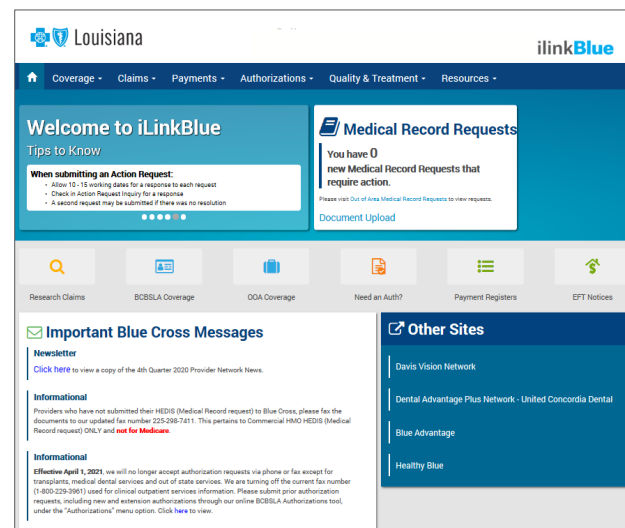 Louisiana
ilinkBlue
Coverage
Claims
Payments
Authorizations
Quality & Treatment
Resources
Welcome to iLinkBlue
Tips to Know
When submitting an Action Request:
• Allow 10 - 15 working dates for a response to each request
• Check in Action Request Inquiry for a response
• A second request may be submitted if there was no resolution
Medical Record Requests
You have 0
new Medical Record Requests that
require action.
Please visit Out of Area Medical Record Requests to view requests.
Document Upload
Research Claims
BCBSLA Coverage
OOA Coverage
Need an Auth?
Payment Registers
EFT Notices
Important Blue Cross Messages
Newsletter
Click here to view a copy of the 4th Quarter 2020 Provider Network News.
Informational
Providers who have not submitted their HEDIS (Medical Record request) to Blue Cross, please fax the
documents to our updated fax number 225-298-7411. This pertains to Commercial HMO HEDIS (Medical
Record request) ONLY and not for Medicare.
Informational
Effective April 1, 2021, we will no longer accept authorization requests via phone or fax except for
transplants, medical dental services and out of state services. We are turning off the current fax number
(1-800-229-3961) used for clinical outpatient services information. Please submit prior authorization
requests, including new and extension authorizations through our online BCBSLA Authorizations tool,
under the "Authorizations" menu option. Click here to view.
Other Sites
Davis Vision Network
Dental Advantage Plus Network - United Concordia Dental
Blue Advantage
Healthy Blue